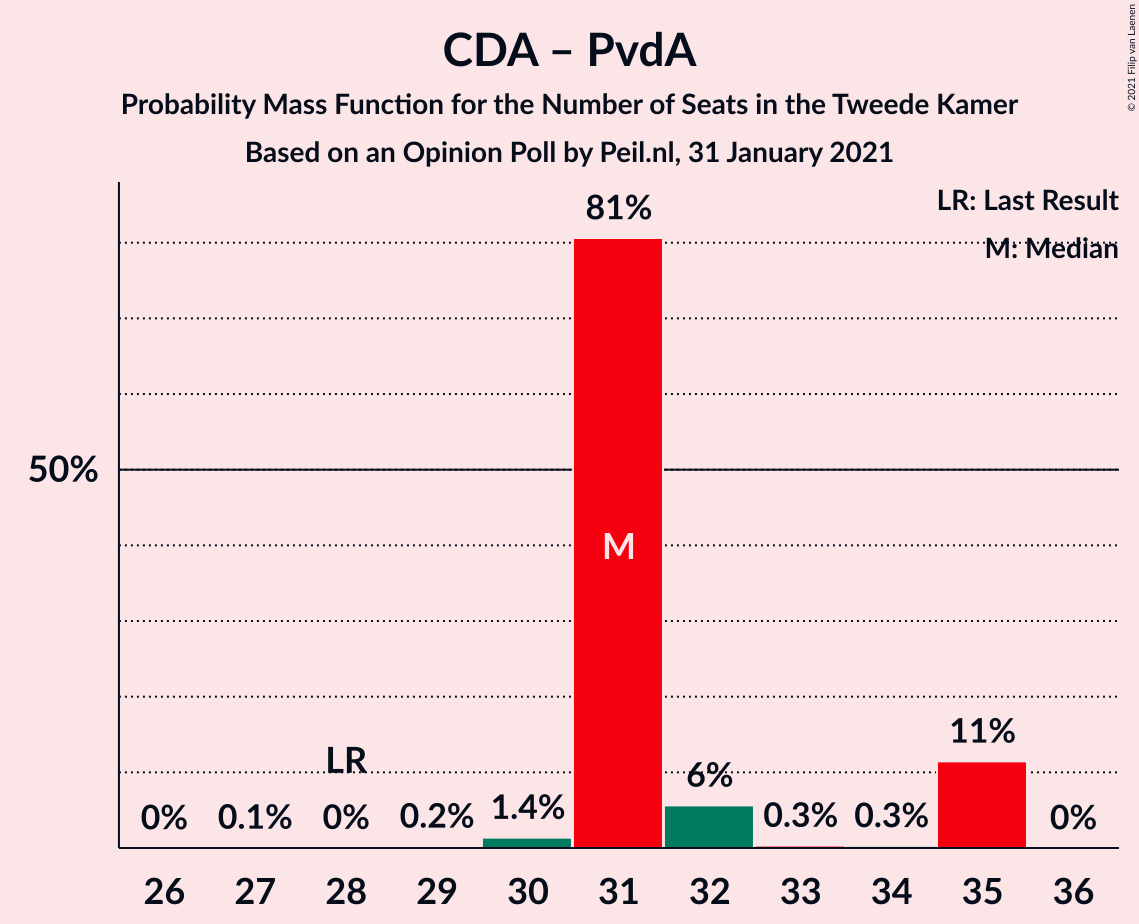 CDA – PvdA
Probability Mass Function for the Number of Seats in the Tweede Kamer
Based on an Opinion Poll by Peil.nl, 31 January 2021
© 2021 Filip van Laenen
LR: Last Result
M: Median
50%
0%
0.1%
LR
0%
0.2%
1.4%
81%
M
6%
0.3%
0.3%
11%
0%
26 27 28 29 30 31 32 33 34 35 36